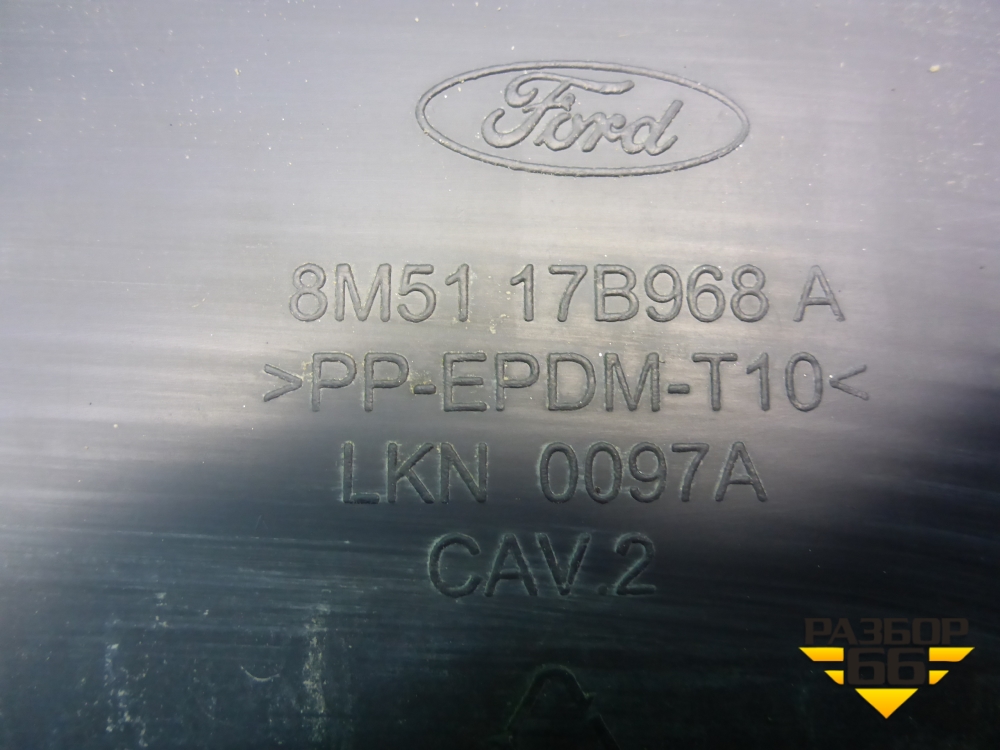 Ford
8M51 17B968 A
>PP-EPDM-T10<
LKN 0097A
CAV.2
РАЗБОР
66